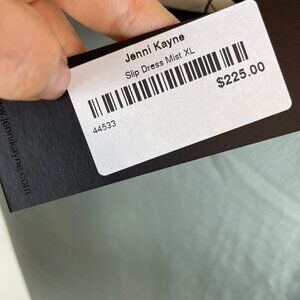 Jenni Kayne
Slip Dress Mist XL
$225.00
44533
www.jennikayne.com